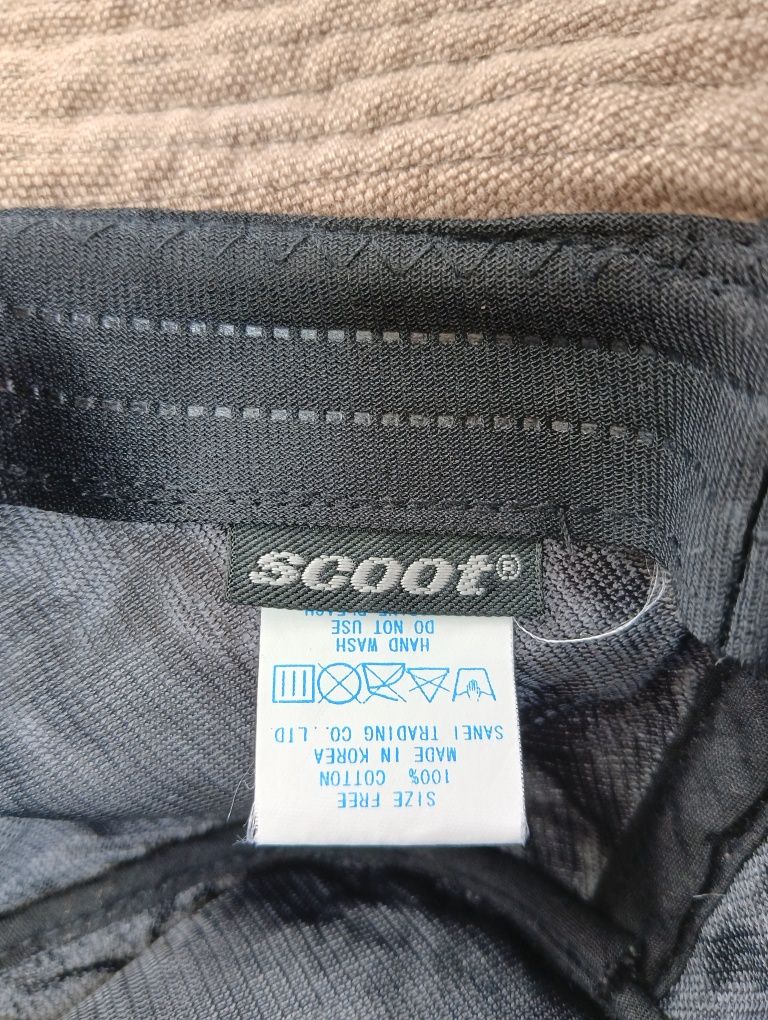 scoot®
SIZE FREE
100% COTTON
MADE IN KOREA
SANEI TRADING CO.,LTD
HAND WASH
DO NOT USE